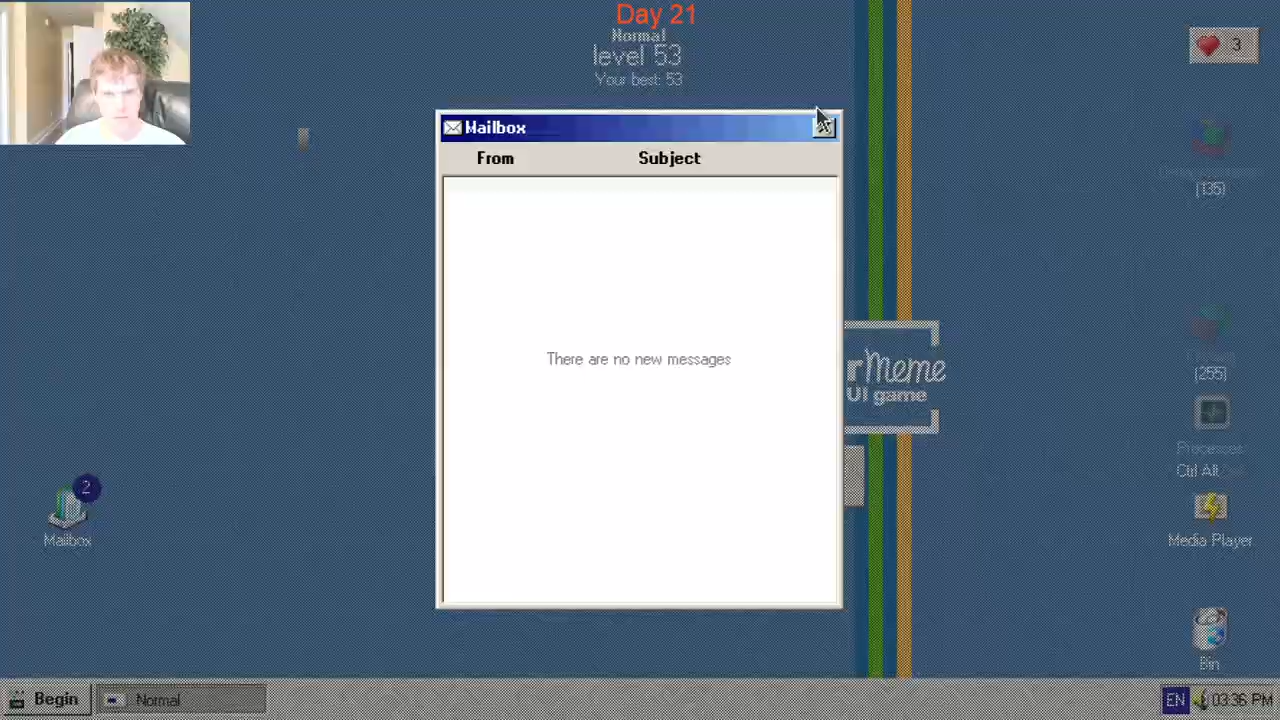 Day 21
Normal
level 53
Your best: 53
3
Mailbox
From Subject
(135)
There are no new messages
rMeme
UI game
(255)
Processes
Ctrl Alt
2
Mailbox
Media Player
Bin
Begin
Normal
EN
03:36 PM